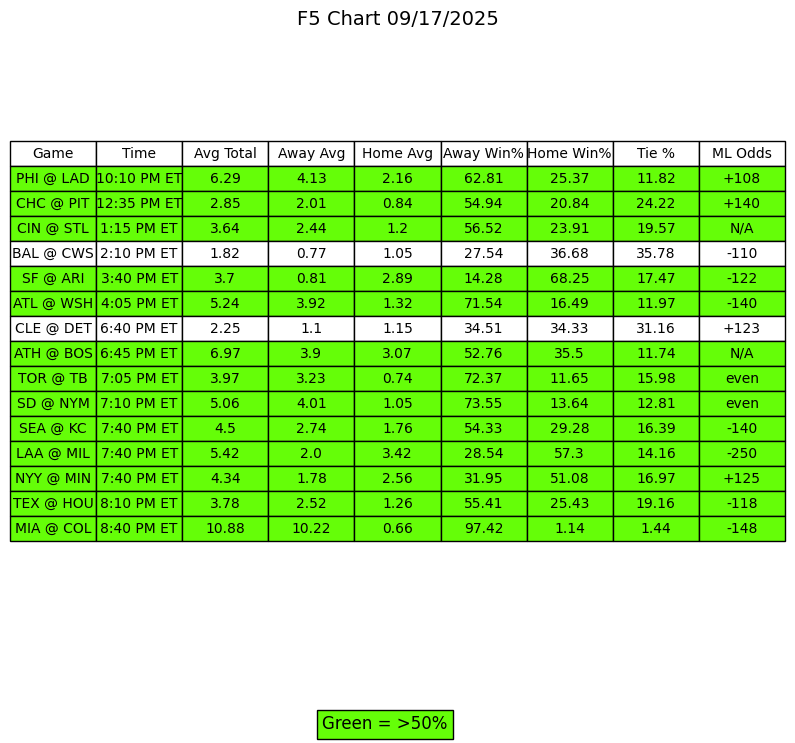 F5 Chart 09/17/2025
Game Time Avg Total Away Avg Home Avg Away Win% Home Win% Tie % ML Odds
PHI @ LAD 10:10 PM ET 6.29 4.13 2.16 62.81 25.37 11.82 +108
CHC @ PIT 12:35 PM ET 2.85 2.01 0.84 54.94 20.84 24.22 +140
CIN @ STL 1:15 PM ET 3.64 2.44 1.2 56.52 23.91 19.57 N/A
BAL @ CWS 2:10 PM ET 1.82 0.77 1.05 27.54 36.68 35.78 -110
SF @ ARI 3:40 PM ET 3.7 0.81 2.89 14.28 68.25 17.47 -122
ATL @ WSH 4:05 PM ET 5.24 3.92 1.32 71.54 16.49 11.97 -140
CLE @ DET 6:40 PM ET 2.25 1.1 1.15 34.51 34.33 31.16 +123
ATH @ BOS 6:45 PM ET 6.97 3.9 3.07 52.76 35.5 11.74 N/A
TOR @ TB 7:05 PM ET 3.97 3.23 0.74 72.37 11.65 15.98 even
SD @ NYM 7:10 PM ET 5.06 4.01 1.05 73.55 13.64 12.81 even
SEA @ KC 7:40 PM ET 4.5 2.74 1.76 54.33 29.28 16.39 -140
LAA @ MIL 7:40 PM ET 5.42 2.0 3.42 28.54 57.3 14.16 -250
NYY @ MIN 7:40 PM ET 4.34 1.78 2.56 31.95 51.08 16.97 +125
TEX @ HOU 8:10 PM ET 3.78 2.52 1.26 55.41 25.43 19.16 -118
MIA @ COL 8:40 PM ET 10.88 10.22 0.66 97.42 1.14 1.44 -148
Green = >50%